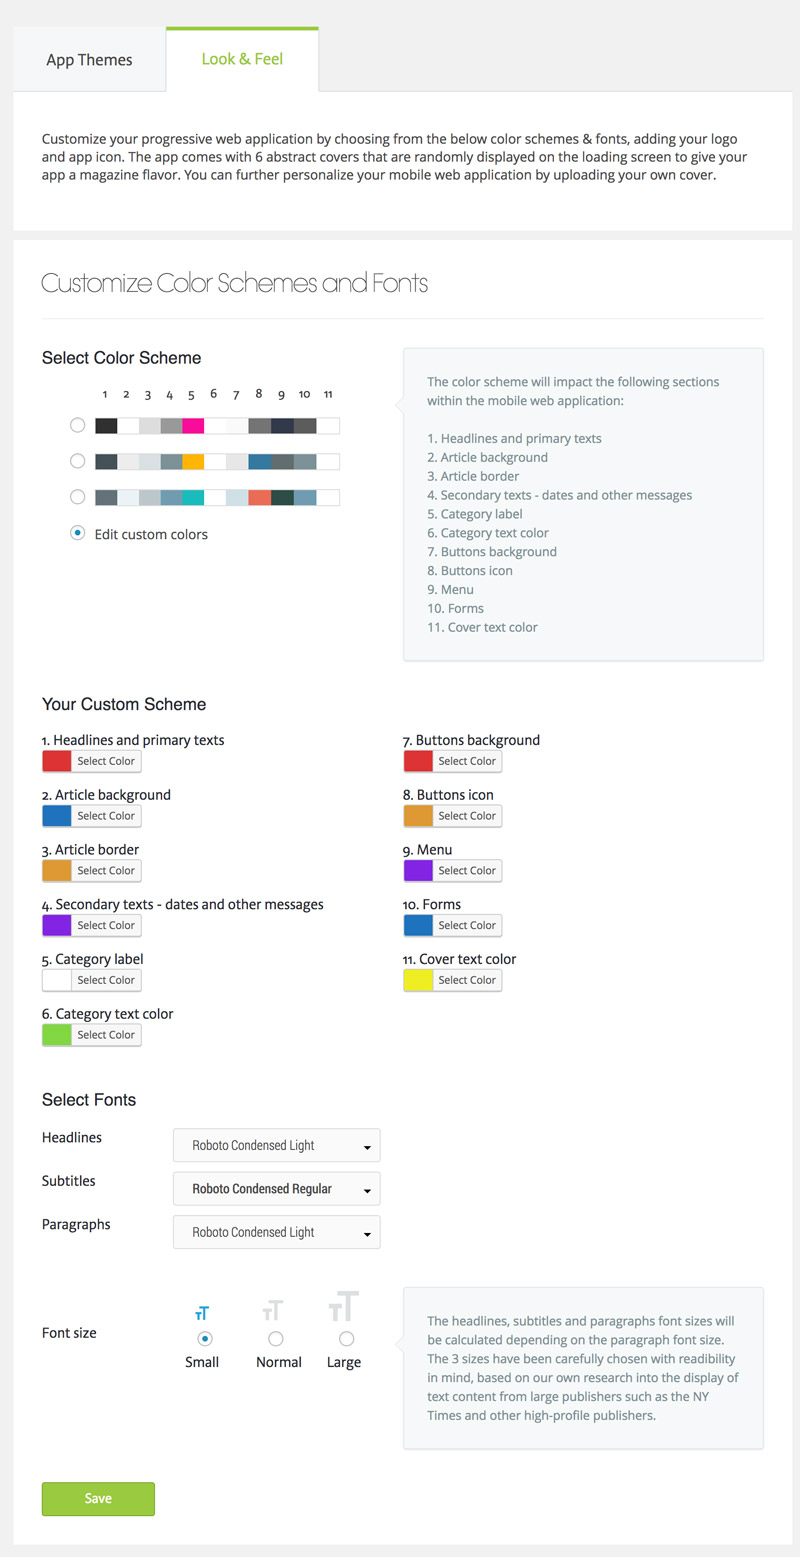 App Themes
Look & Feel
Customize your progressive web application by choosing from the below color schemes & fonts, adding your logo
and app icon. The app comes with 6 abstract covers that are randomly displayed on the loading screen to give your
app a magazine flavor. You can further personalize your mobile web application by uploading your own cover.
Customize Color Schemes and Fonts
Select Color Scheme
1 2 3 4 5 6 7 8 9 10 11
Edit custom colors
The color scheme will impact the following sections
within the mobile web application:
1. Headlines and primary texts
2. Article background
3. Article border
4. Secondary texts - dates and other messages
5. Category label
6. Category text color
7. Buttons background
8. Buttons icon
9. Menu
10. Forms
11. Cover text color
Your Custom Scheme
1. Headlines and primary texts
Select Color
2. Article background
Select Color
3. Article border
Select Color
4. Secondary texts - dates and other messages
Select Color
5. Category label
Select Color
6. Category text color
Select Color
7. Buttons background
Select Color
8. Buttons icon
Select Color
9. Menu
Select Color
10. Forms
Select Color
11. Cover text color
Select Color
Select Fonts
Headlines
Roboto Condensed Light
Subtitles
Roboto Condensed Regular
Paragraphs
Roboto Condensed Light
Font size
TT TT TT
Small Normal Large
The headlines, subtitles and paragraphs font sizes will
be calculated depending on the paragraph font size.
The 3 sizes have been carefully chosen with readibility
in mind, based on our own research into the display of
text content from large publishers such as the NY
Times and other high-profile publishers.
Save